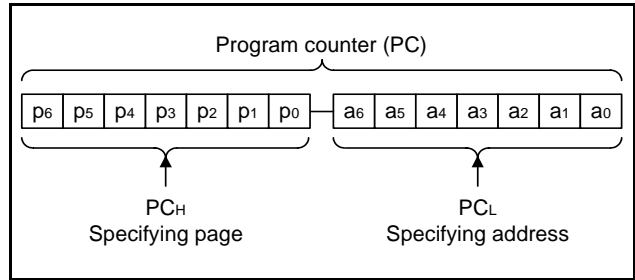 Program counter (PC)
p6 p5 p4 p3 p2 p1 p0 a6 a5 a4 a3 a2 a1 a0
PCH PCL
Specifying page Specifying address